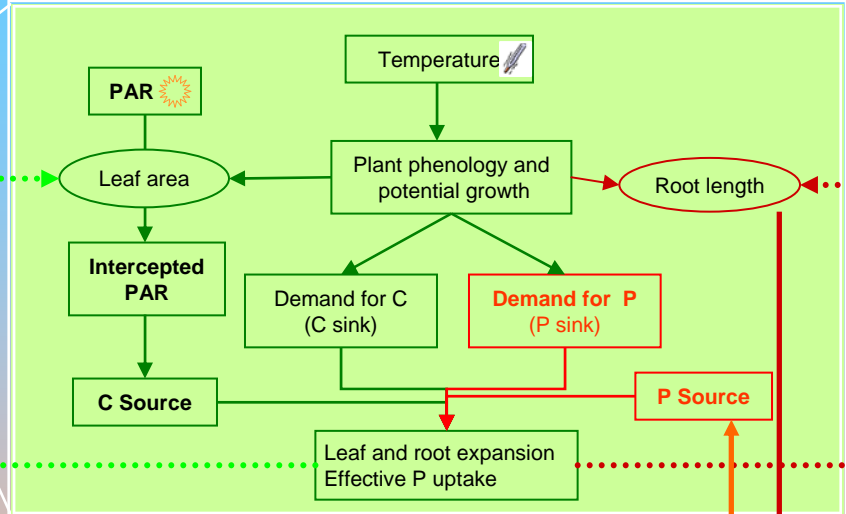 Temperature
PAR
Plant phenology and
potential growth
Leaf area
Root length
Intercepted
PAR
Demand for C
(C sink)
Demand for P
(P sink)
C Source
P Source
Leaf and root expansion
Effective P uptake